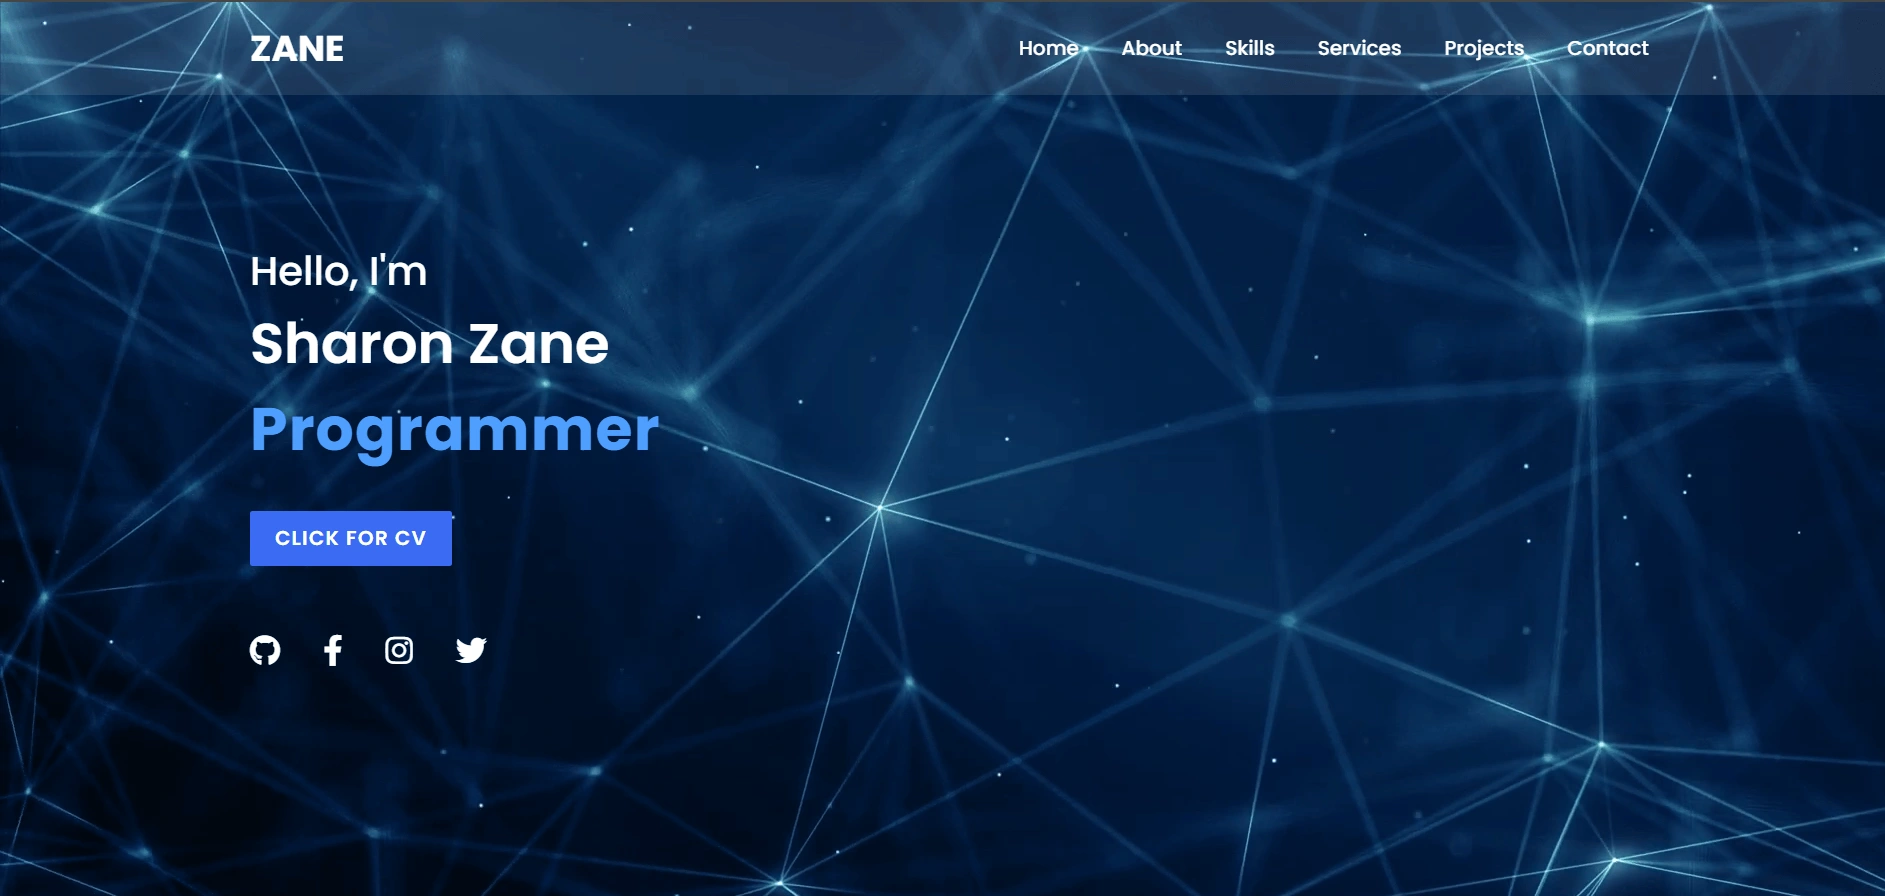 ZANE
Home About Skills Services Projects Contact
Hello, I'm
Sharon Zane
Programmer
CLICK FOR CV